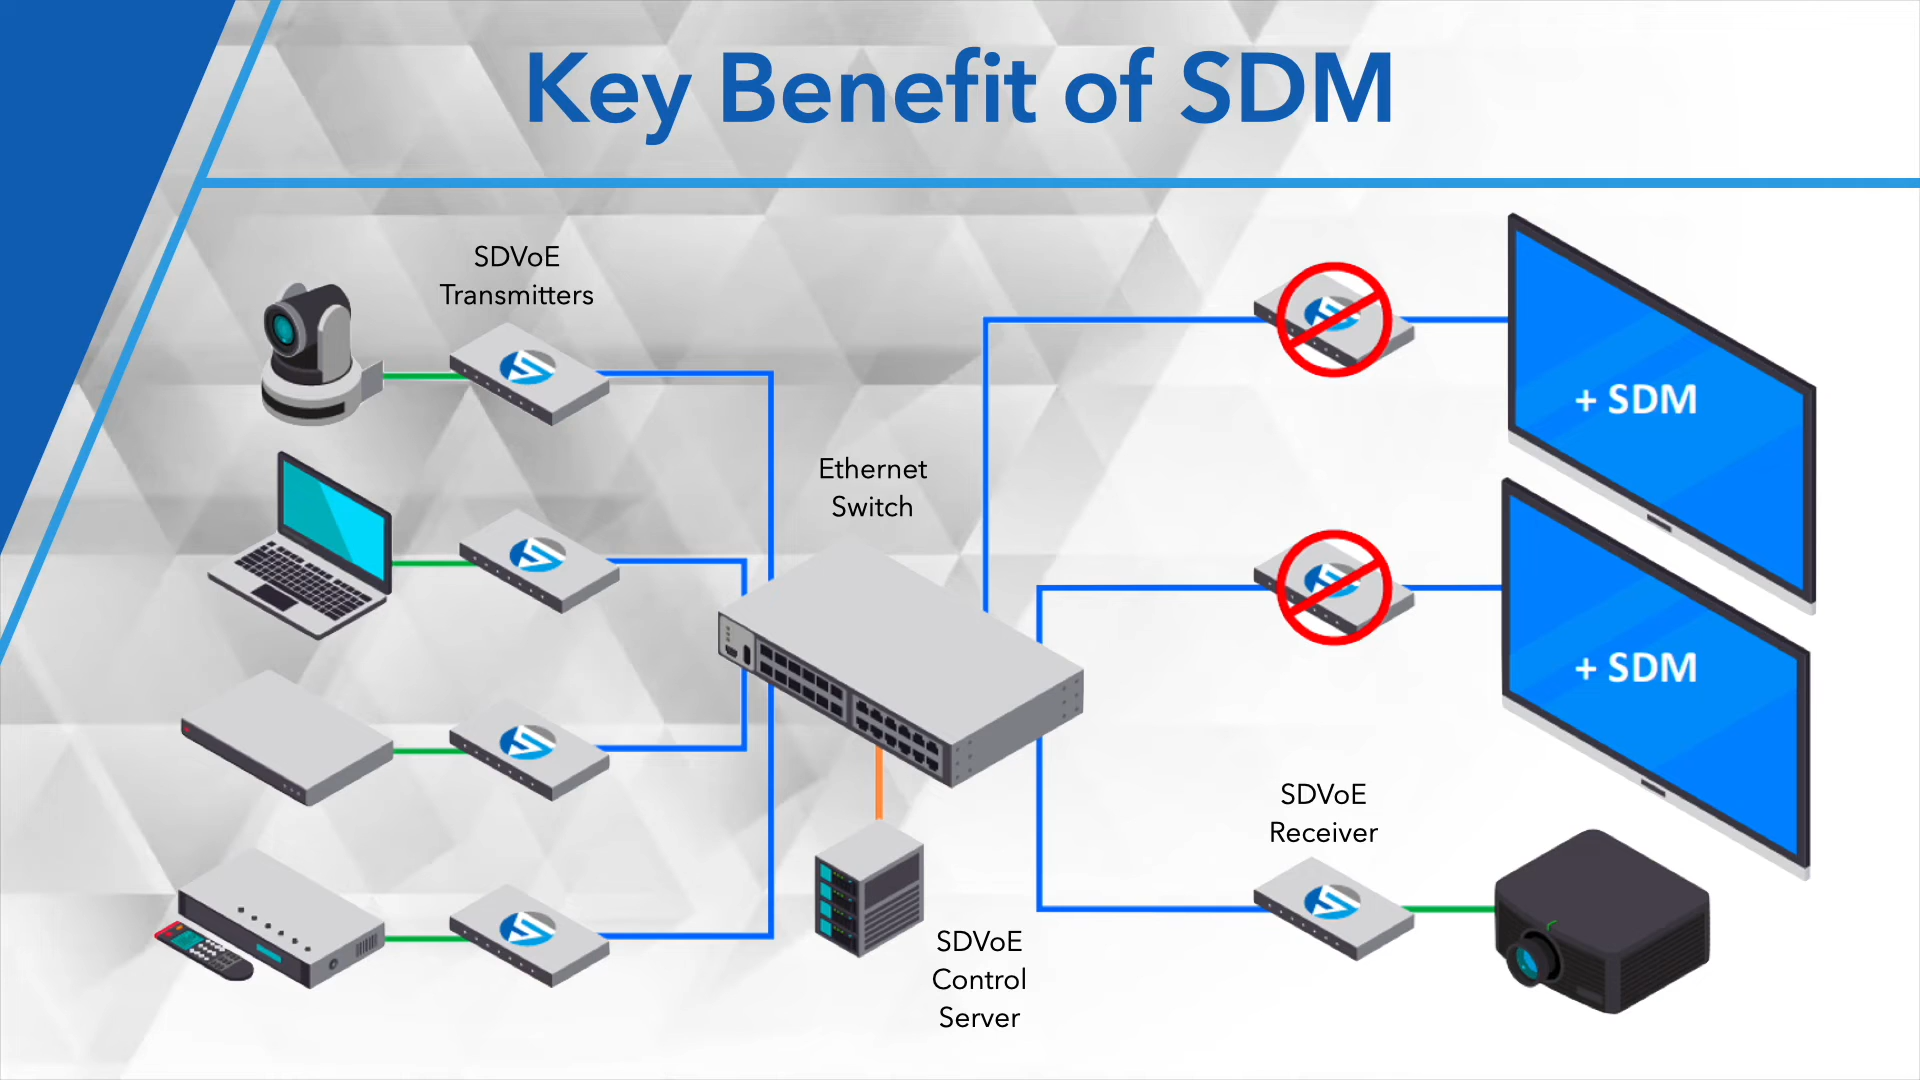 Key Benefit of SDM
SDVoE
Transmitters
Ethernet
Switch
+ SDM
+ SDM
SDVoE
Receiver
SDVoE
Control
Server